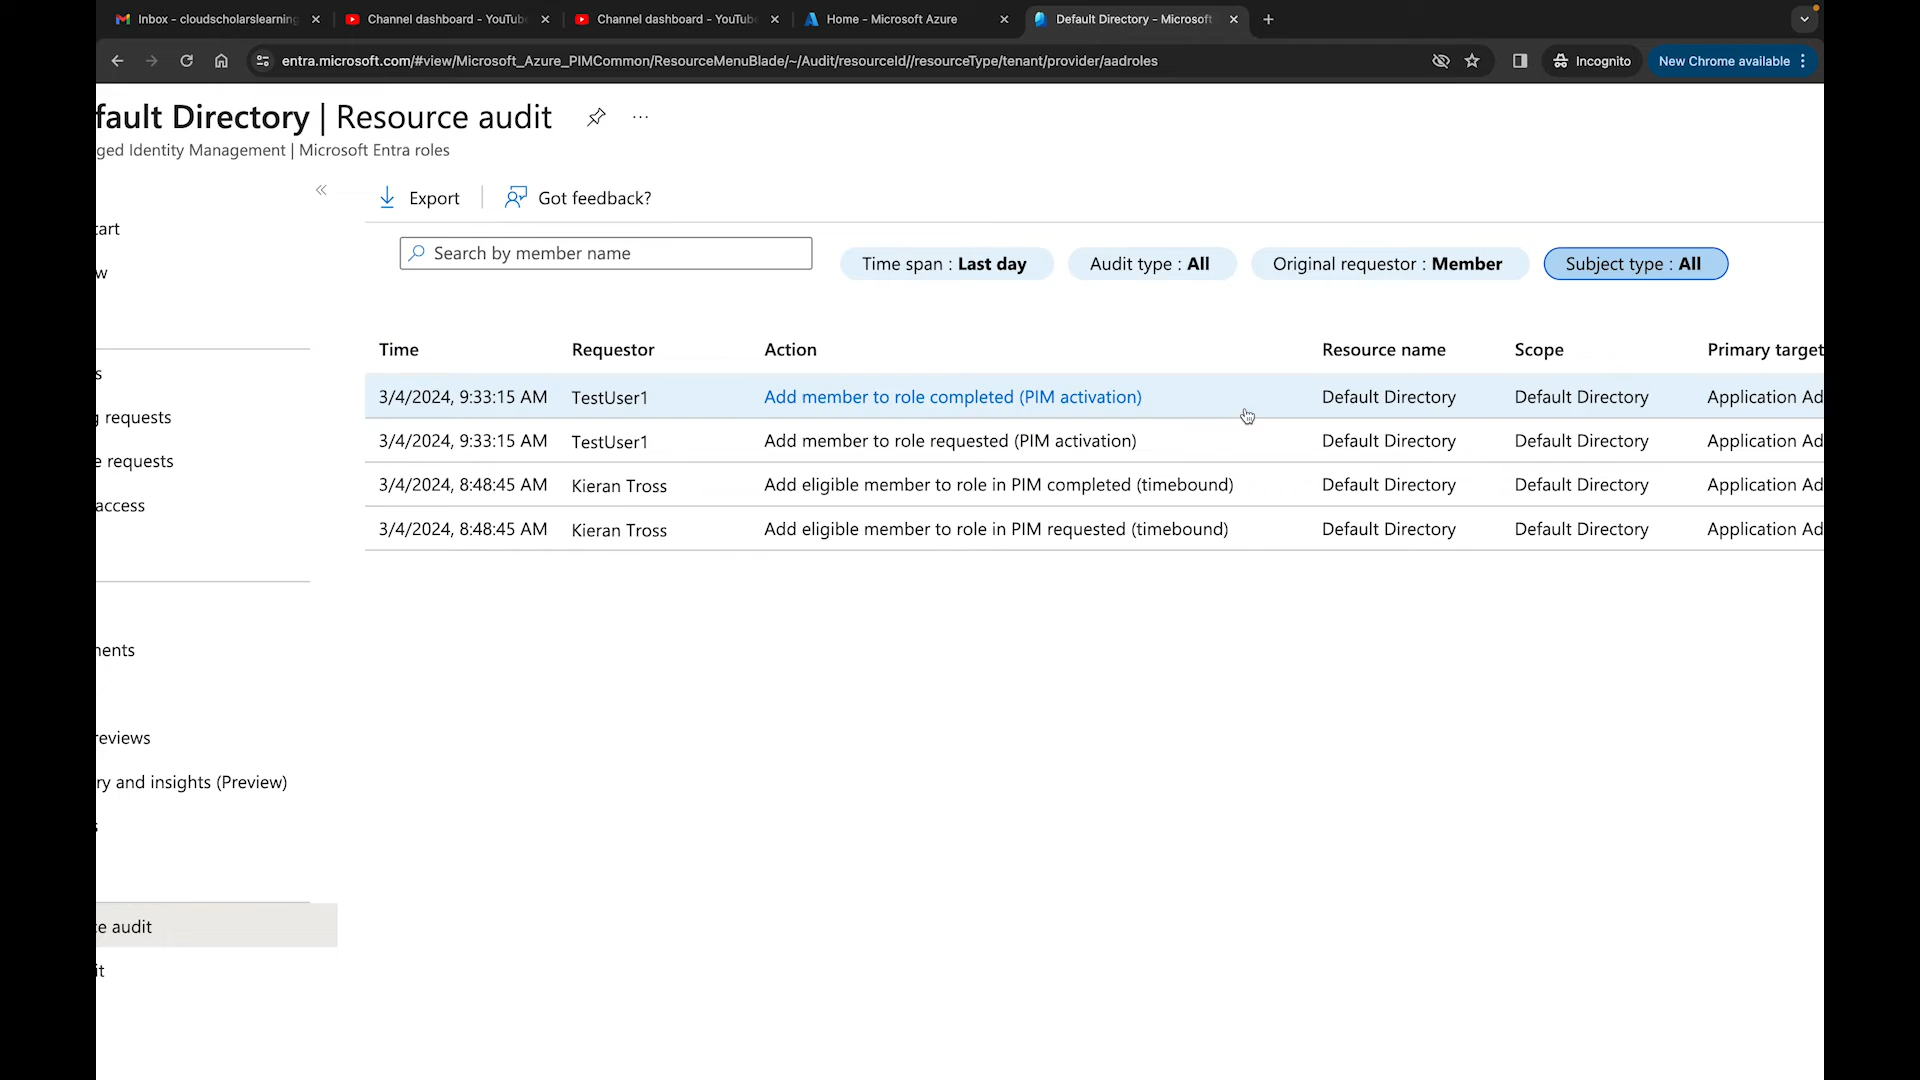 Inbox - cloudscholarslearning
Channel dashboard - YouTube
Channel dashboard - YouTube
Home - Microsoft Azure
Default Directory - Microsoft
entra.microsoft.com/#view/Microsoft_Azure_PIMCommon/ResourceMenuBlade/~/Audit/resourceId//resourceType/tenant/provider/aadroles
Incognito
New Chrome available
fault Directory | Resource audit
ged Identity Management | Microsoft Entra roles
Export
Got feedback?
Search by member name
Time span : Last day
Audit type : All
Original requestor : Member
Subject type : All
Time Requestor Action Resource name Scope Primary target
3/4/2024, 9:33:15 AM TestUser1 Add member to role completed (PIM activation) Default Directory Default Directory Application Ad
3/4/2024, 9:33:15 AM TestUser1 Add member to role requested (PIM activation) Default Directory Default Directory Application Ad
3/4/2024, 8:48:45 AM Kieran Tross Add eligible member to role in PIM completed (timebound) Default Directory Default Directory Application Ad
3/4/2024, 8:48:45 AM Kieran Tross Add eligible member to role in PIM requested (timebound) Default Directory Default Directory Application Ad
tart
w
s
requests
e requests
access
ments
reviews
ry and insights (Preview)
s
ce audit
it